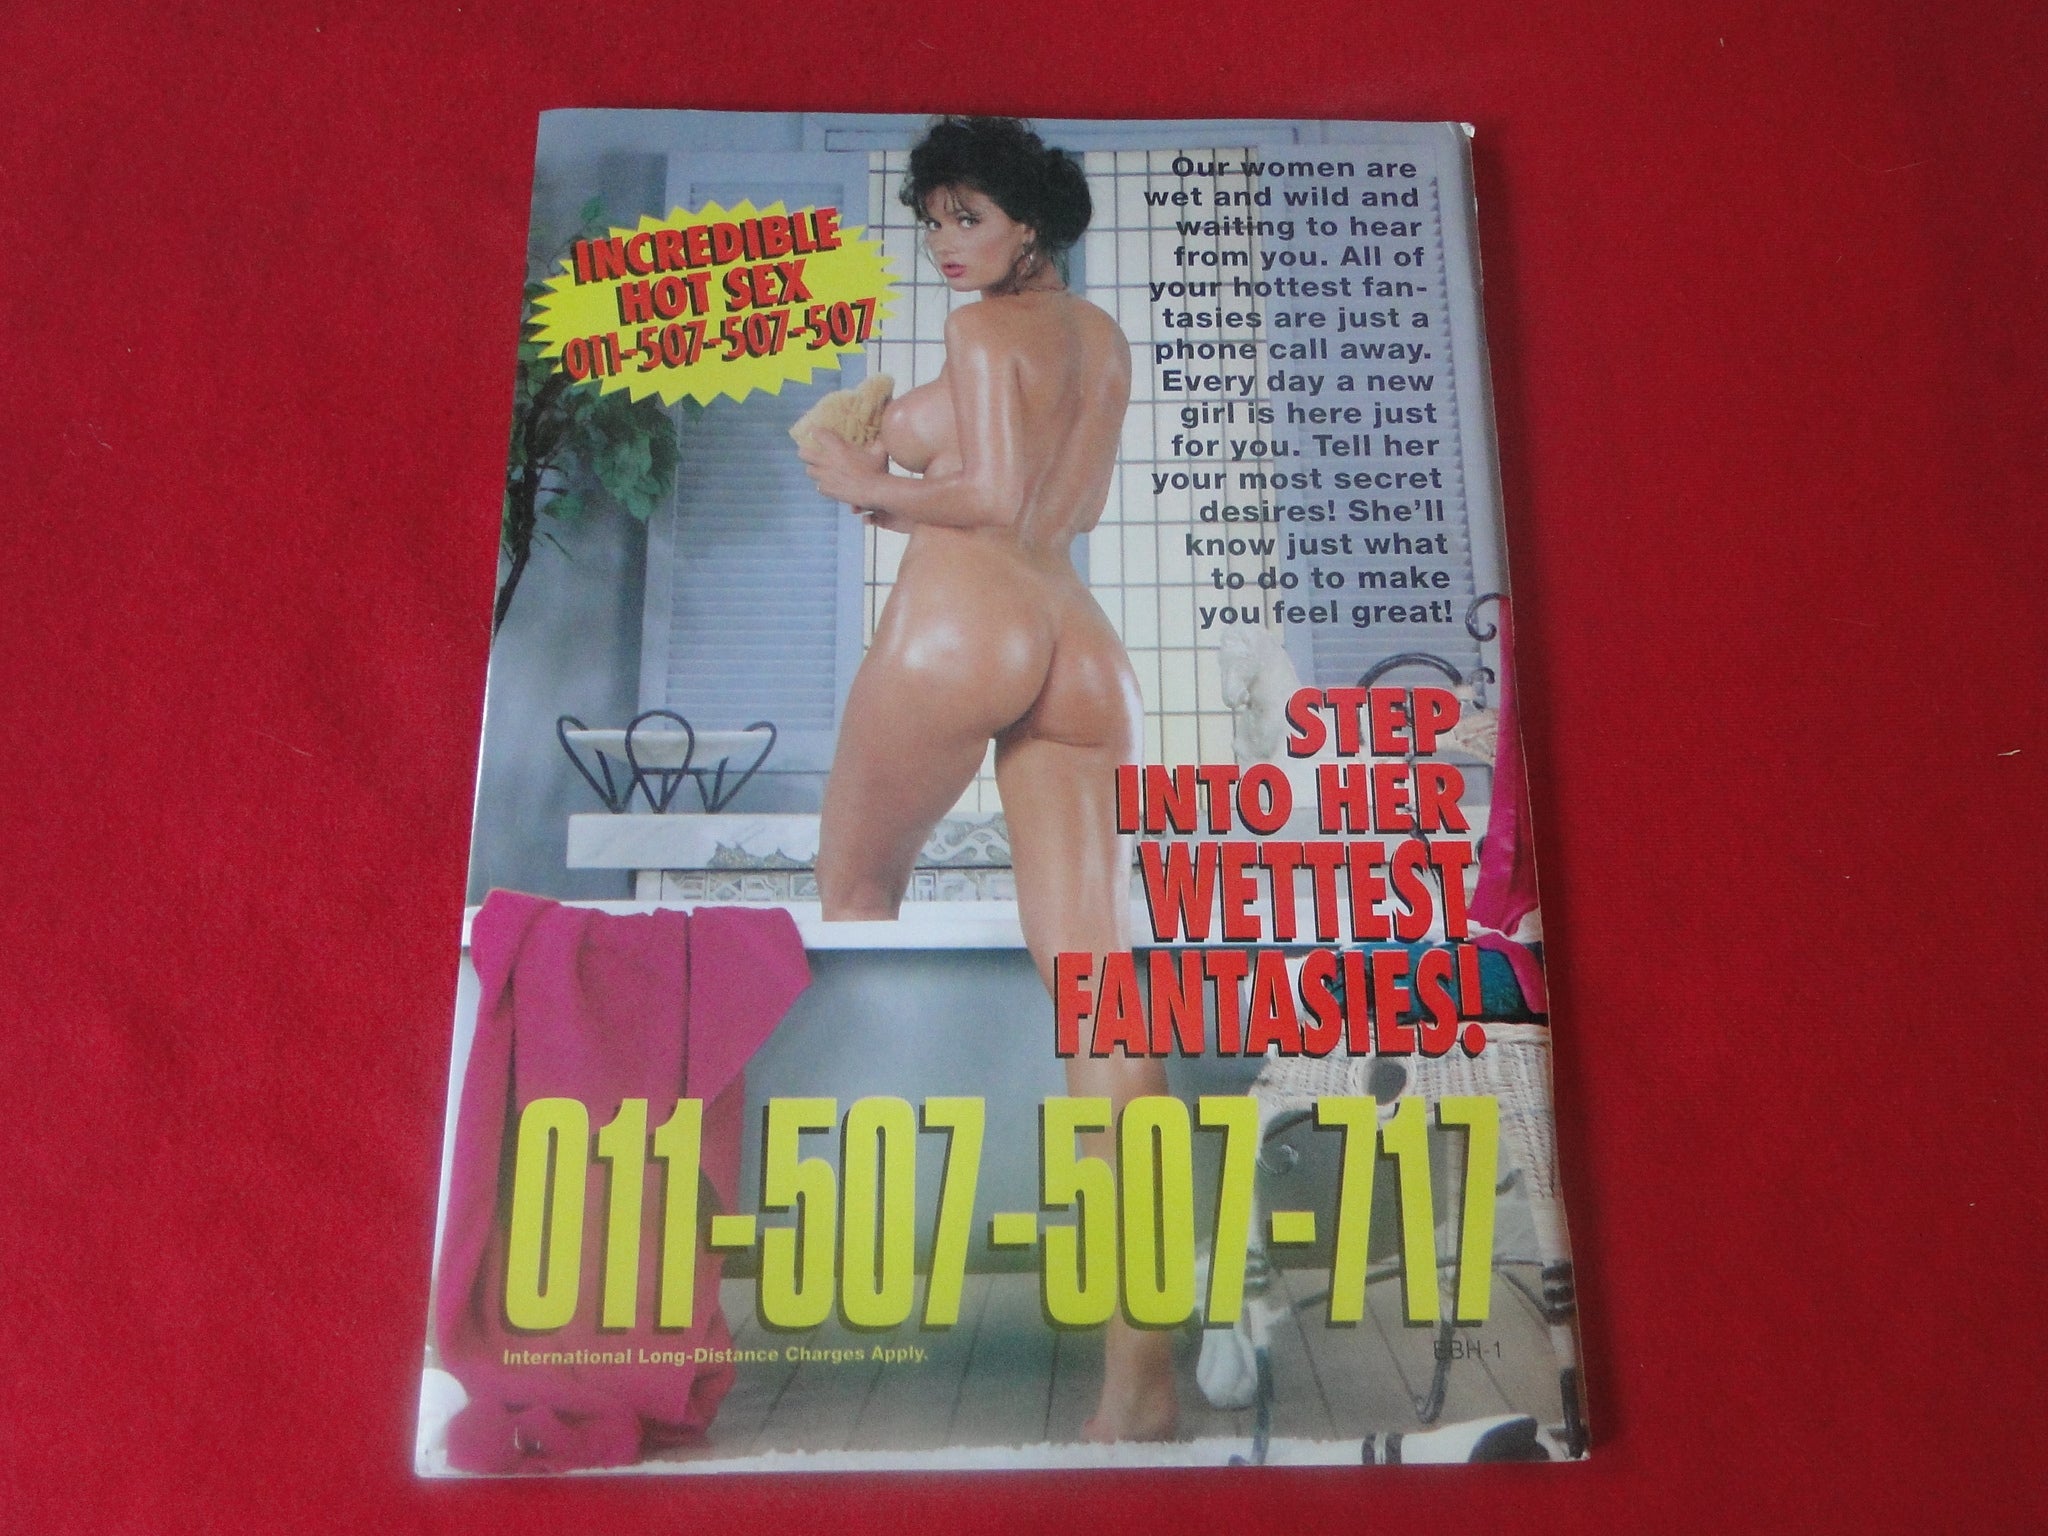 INCREDIBLE
HOT SEX
011-507-507-507
Our women are
wet and wild and
waiting to hear
from you. All of
your hottest fan-
tasies are just a
phone call away.
Every day a new
girl is here just
for you. Tell her
your most secret
desires! She'll
know just what
to do to make
you feel great!
STEP
INTO HER
WETTEST
FANTASIES!
011-507-507-717
International Long-Distance Charges Apply.
BBH-1